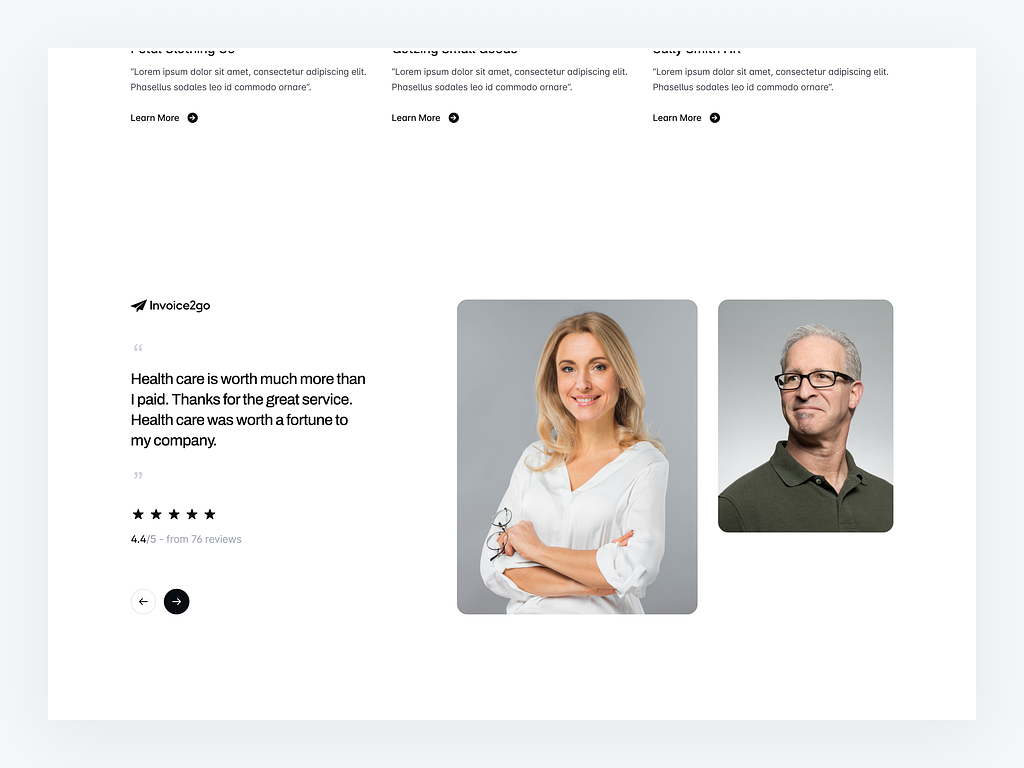 “Lorem ipsum dolor sit amet, consectetur adipiscing elit.
Phasellus sodales leo id commodo ornare”.
Learn More
“Lorem ipsum dolor sit amet, consectetur adipiscing elit.
Phasellus sodales leo id commodo ornare”.
Learn More
“Lorem ipsum dolor sit amet, consectetur adipiscing elit.
Phasellus sodales leo id commodo ornare”.
Learn More
Invoice2go
“
Health care is worth much more than
I paid. Thanks for the great service.
Health care was worth a fortune to
my company.
”
4.4/5 - from 76 reviews